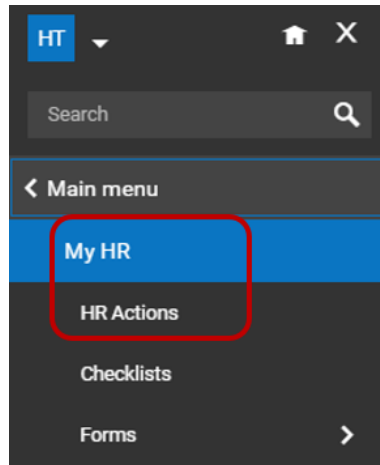 HT
Search
Main menu
My HR
HR Actions
Checklists
Forms